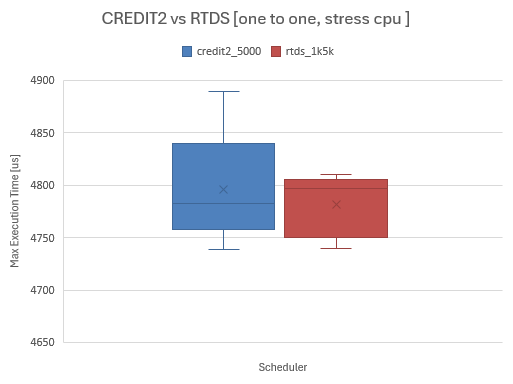 CREDIT2 vs RTDS [one to one, stress cpu ]
credit2_5000 rtds_1k5k
4900
4850
4800
4750
4700
4650
Max Execution Time [us]
Scheduler